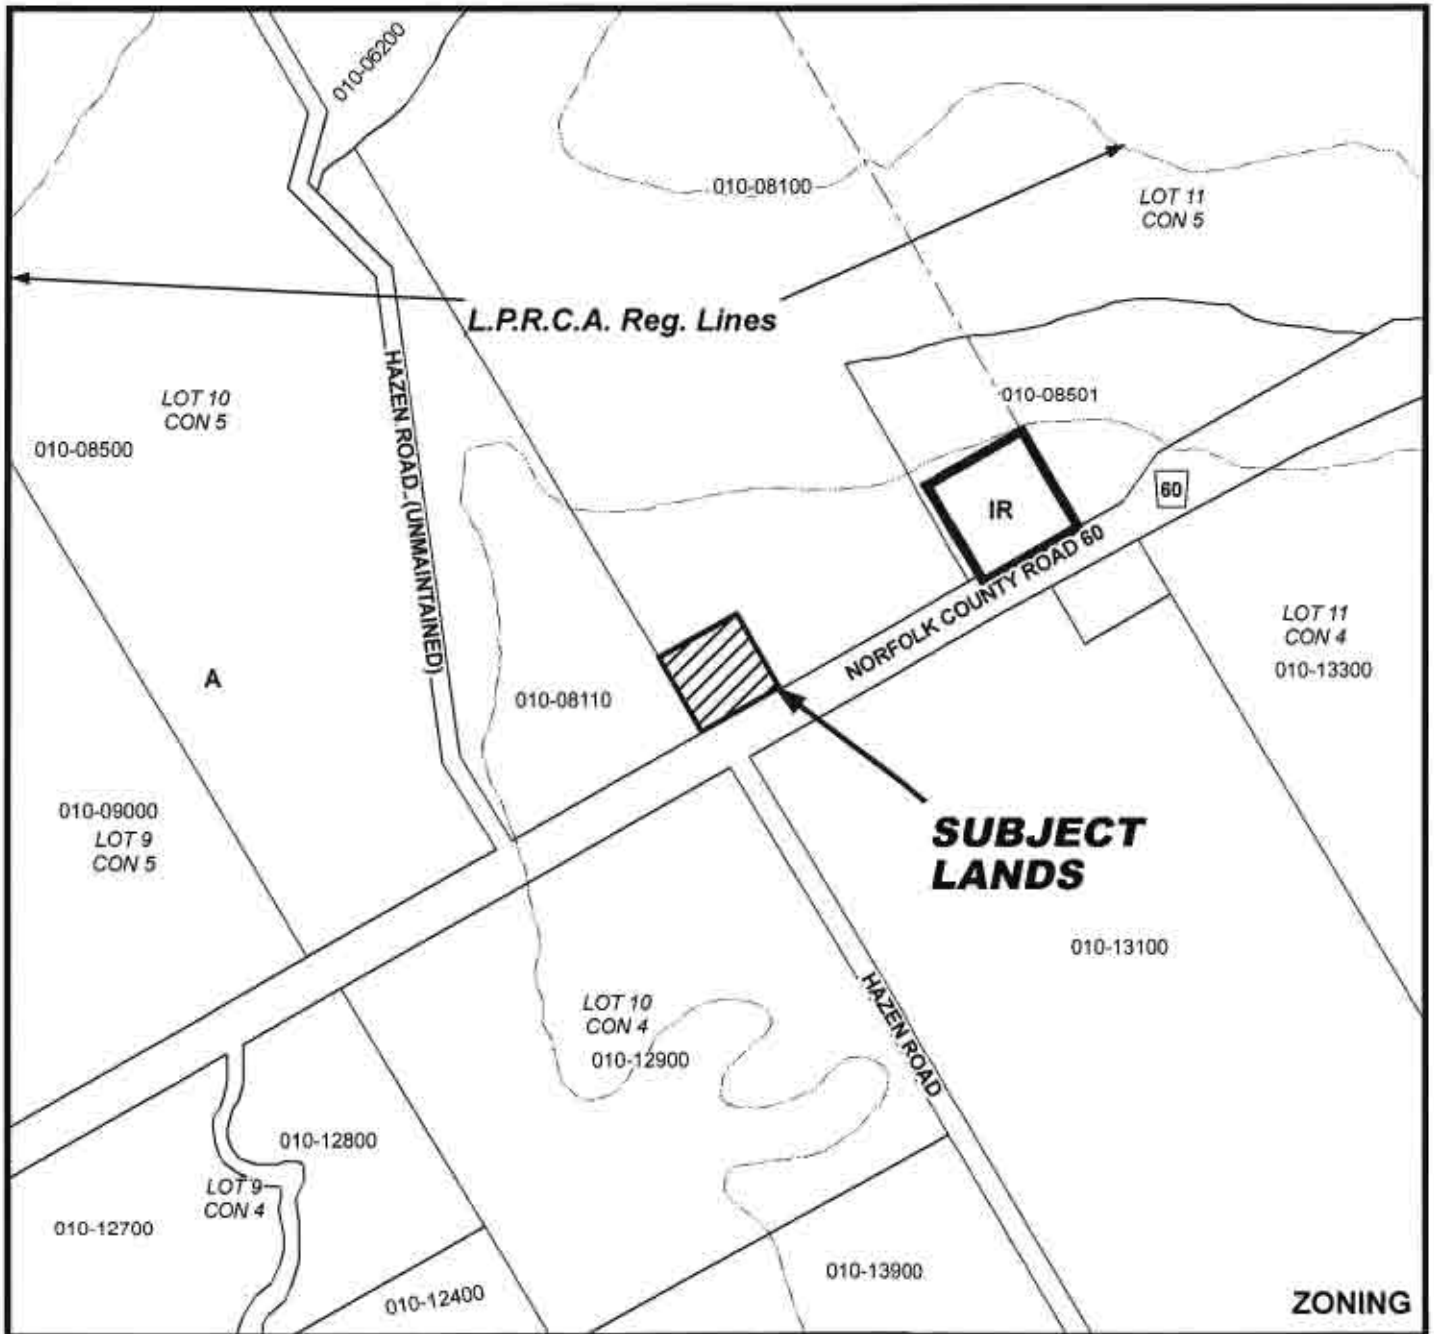 010-06200
010-08100
LOT 11
CON 5
L.P.R.C.A. Reg. Lines
HAZEN ROAD (UNMAINTAINED)
LOT 10
CON 5
010-08501
010-08500
60
IR
NORFOLK COUNTY ROAD 60
LOT 11
CON 4
010-13300
A
010-08110
010-09000
LOT 9
CON 5
SUBJECT
LANDS
010-13100
LOT 10
CON 4
010-12900
HAZEN ROAD
010-12800
LOT 9
CON 4
010-12700
010-13900
010-12400
ZONING